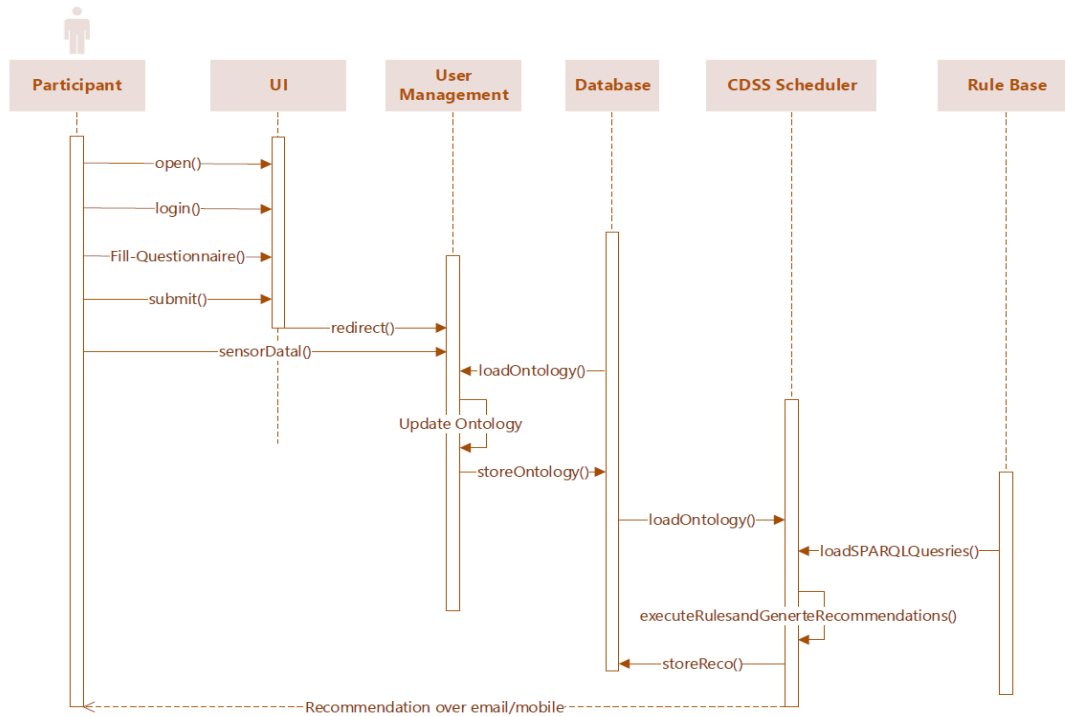 Participant
UI
User
Management
Database
CDSS Scheduler
Rule Base
open()
login()
Fill-Questionnaire()
submit()
redirect()
sensorDatal()
loadOntology()
Update Ontology
storeOntology()
loadOntology()
loadSPARQLQuesries()
executeRulesandGenerteRecommendations()
storeReco()
Recommendation over email/mobile